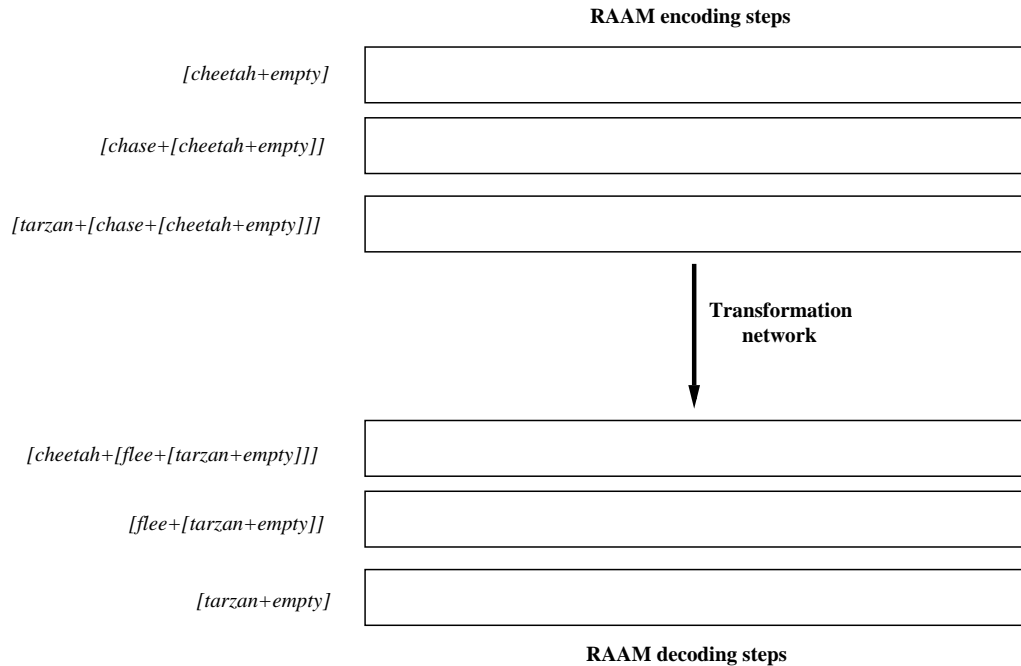 RAAM encoding steps
[cheetah+empty]
[chase+[cheetah+empty]]
[tarzan+[chase+[cheetah+empty]]]
Transformation
network
[cheetah+[flee+[tarzan+empty]]]
[flee+[tarzan+empty]]
[tarzan+empty]
RAAM decoding steps